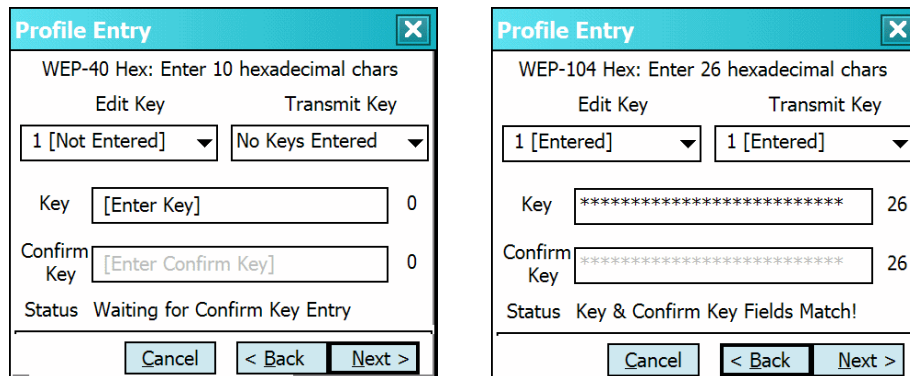 Profile Entry
WEP-40 Hex: Enter 10 hexadecimal chars
Edit Key Transmit Key
1 [Not Entered] No Keys Entered
Key [Enter Key] 0
Confirm Key [Enter Confirm Key] 0
Status Waiting for Confirm Key Entry
Cancel < Back Next >
Profile Entry
WEP-104 Hex: Enter 26 hexadecimal chars
Edit Key Transmit Key
1 [Entered] 1 [Entered]
Key ************************** 26
Confirm Key ************************** 26
Status Key & Confirm Key Fields Match!
Cancel < Back Next >